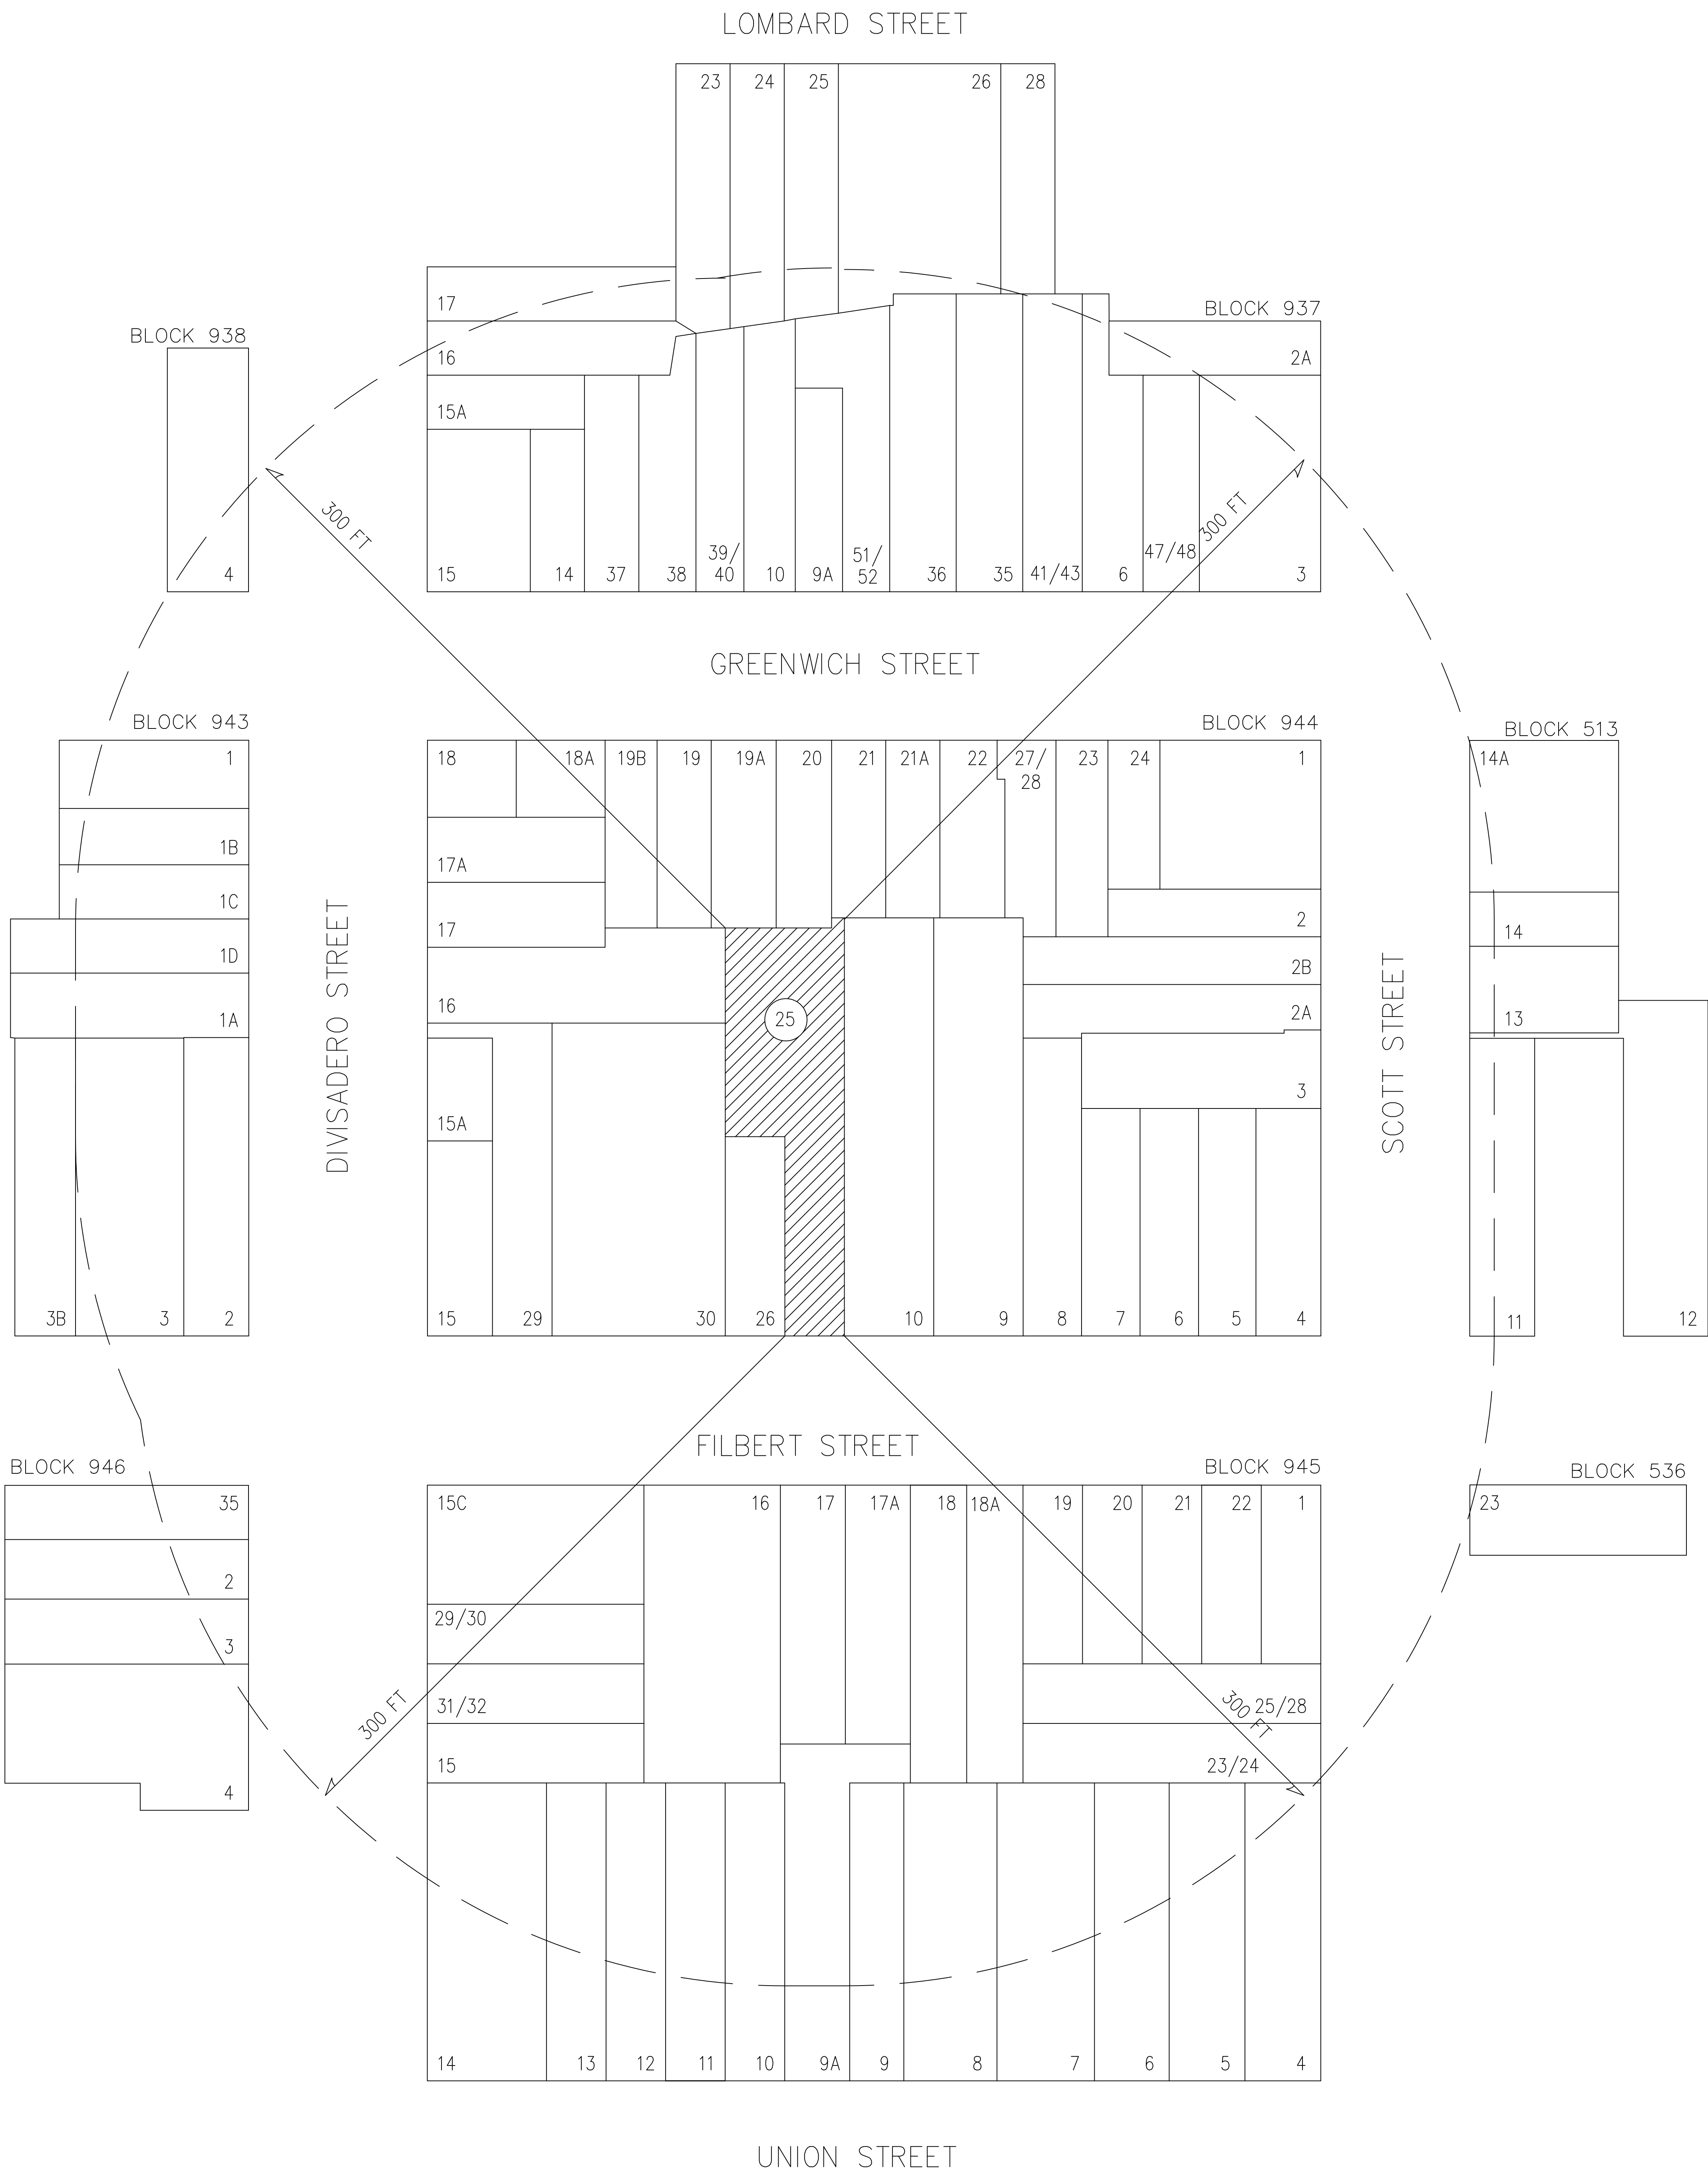 LOMBARD STREET
23 24 25 26 28
17
BLOCK 937
BLOCK 938
16
2A
15A
300 FT
300 FT
39/
51/
47/48
4
15 14 37 38 40 10 9A 52 36 35 41/43 6 3
GREENWICH STREET
BLOCK 943
BLOCK 944
BLOCK 513
1
18 18A 19B 19 19A 20 21 21A 22 27/
28
23 24 1
14A
1B
17A
1C
17
2
14
1D
2B
16
1A
25
2A
13
DIVISADERO STREET
SCOTT STREET
3
15A
3B 3 2
15 29 30 26 10 9 8 7 6 5 4
11 12
FILBERT STREET
BLOCK 946
BLOCK 945
BLOCK 536
35
15C 16 17 17A 18 18A 19 20 21 22 1
23
2
29/30
3
31/32
25/28
300 FT
300 FT
15
23/24
4
14 13 12 11 10 9A 9 8 7 6 5 4
UNION STREET